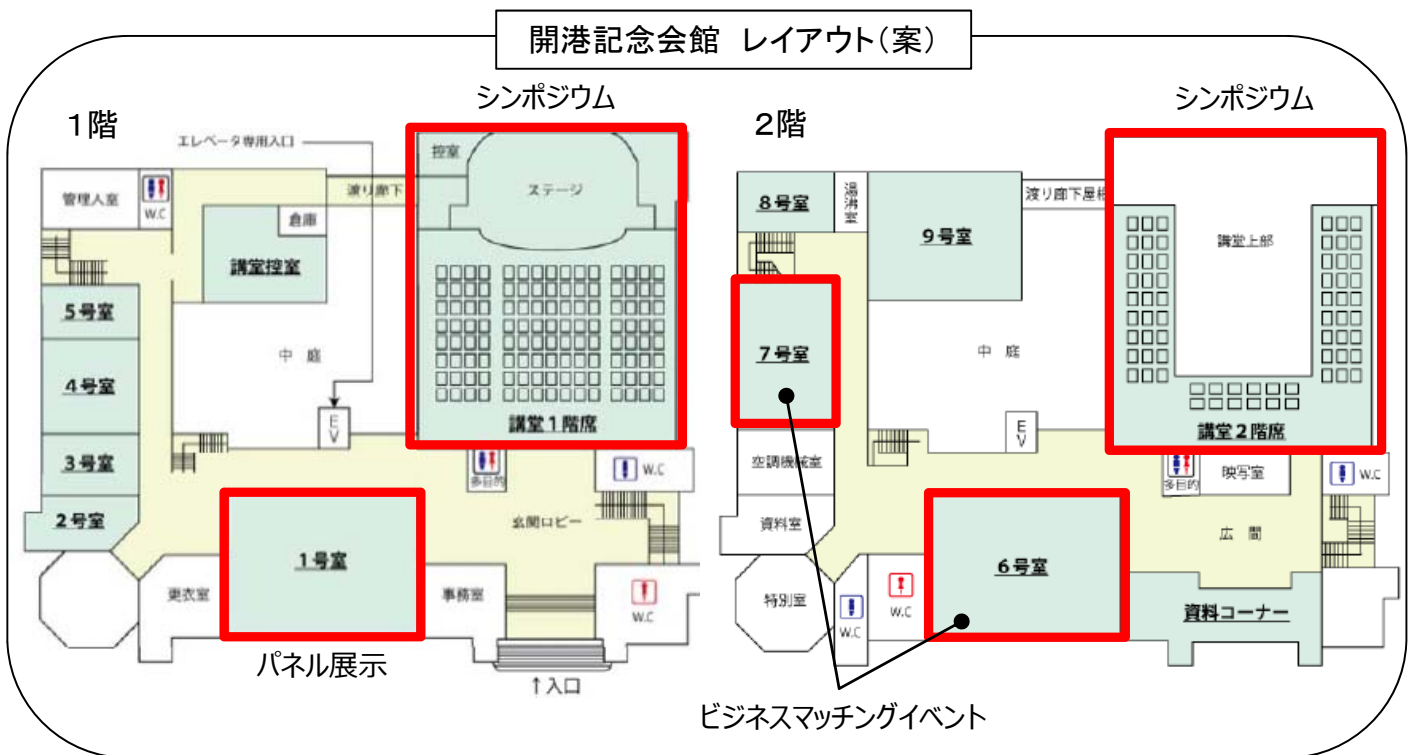 開港記念会館 レイアウト(案)
シンポジウム
1階
エレベータ専用入口
控室
ステージ
管理人室
W.C
渡り廊下
倉庫
講堂控室
5号室
中 庭
4号室
EV
講堂1階席
3号室
多目的
W.C
2号室
玄関ロビー
1号室
更衣室
事務室
W.C
パネル展示
↑入口
シンポジウム
2階
8号室
湯沸室
9号室
渡り廊下屋根
講堂上部
7号室
中 庭
EV
講堂2階席
空調機械室
多目的
映写室
W.C
資料室
広 間
6号室
特別室
W.C
W.C
資料コーナー
ビジネスマッチングイベント